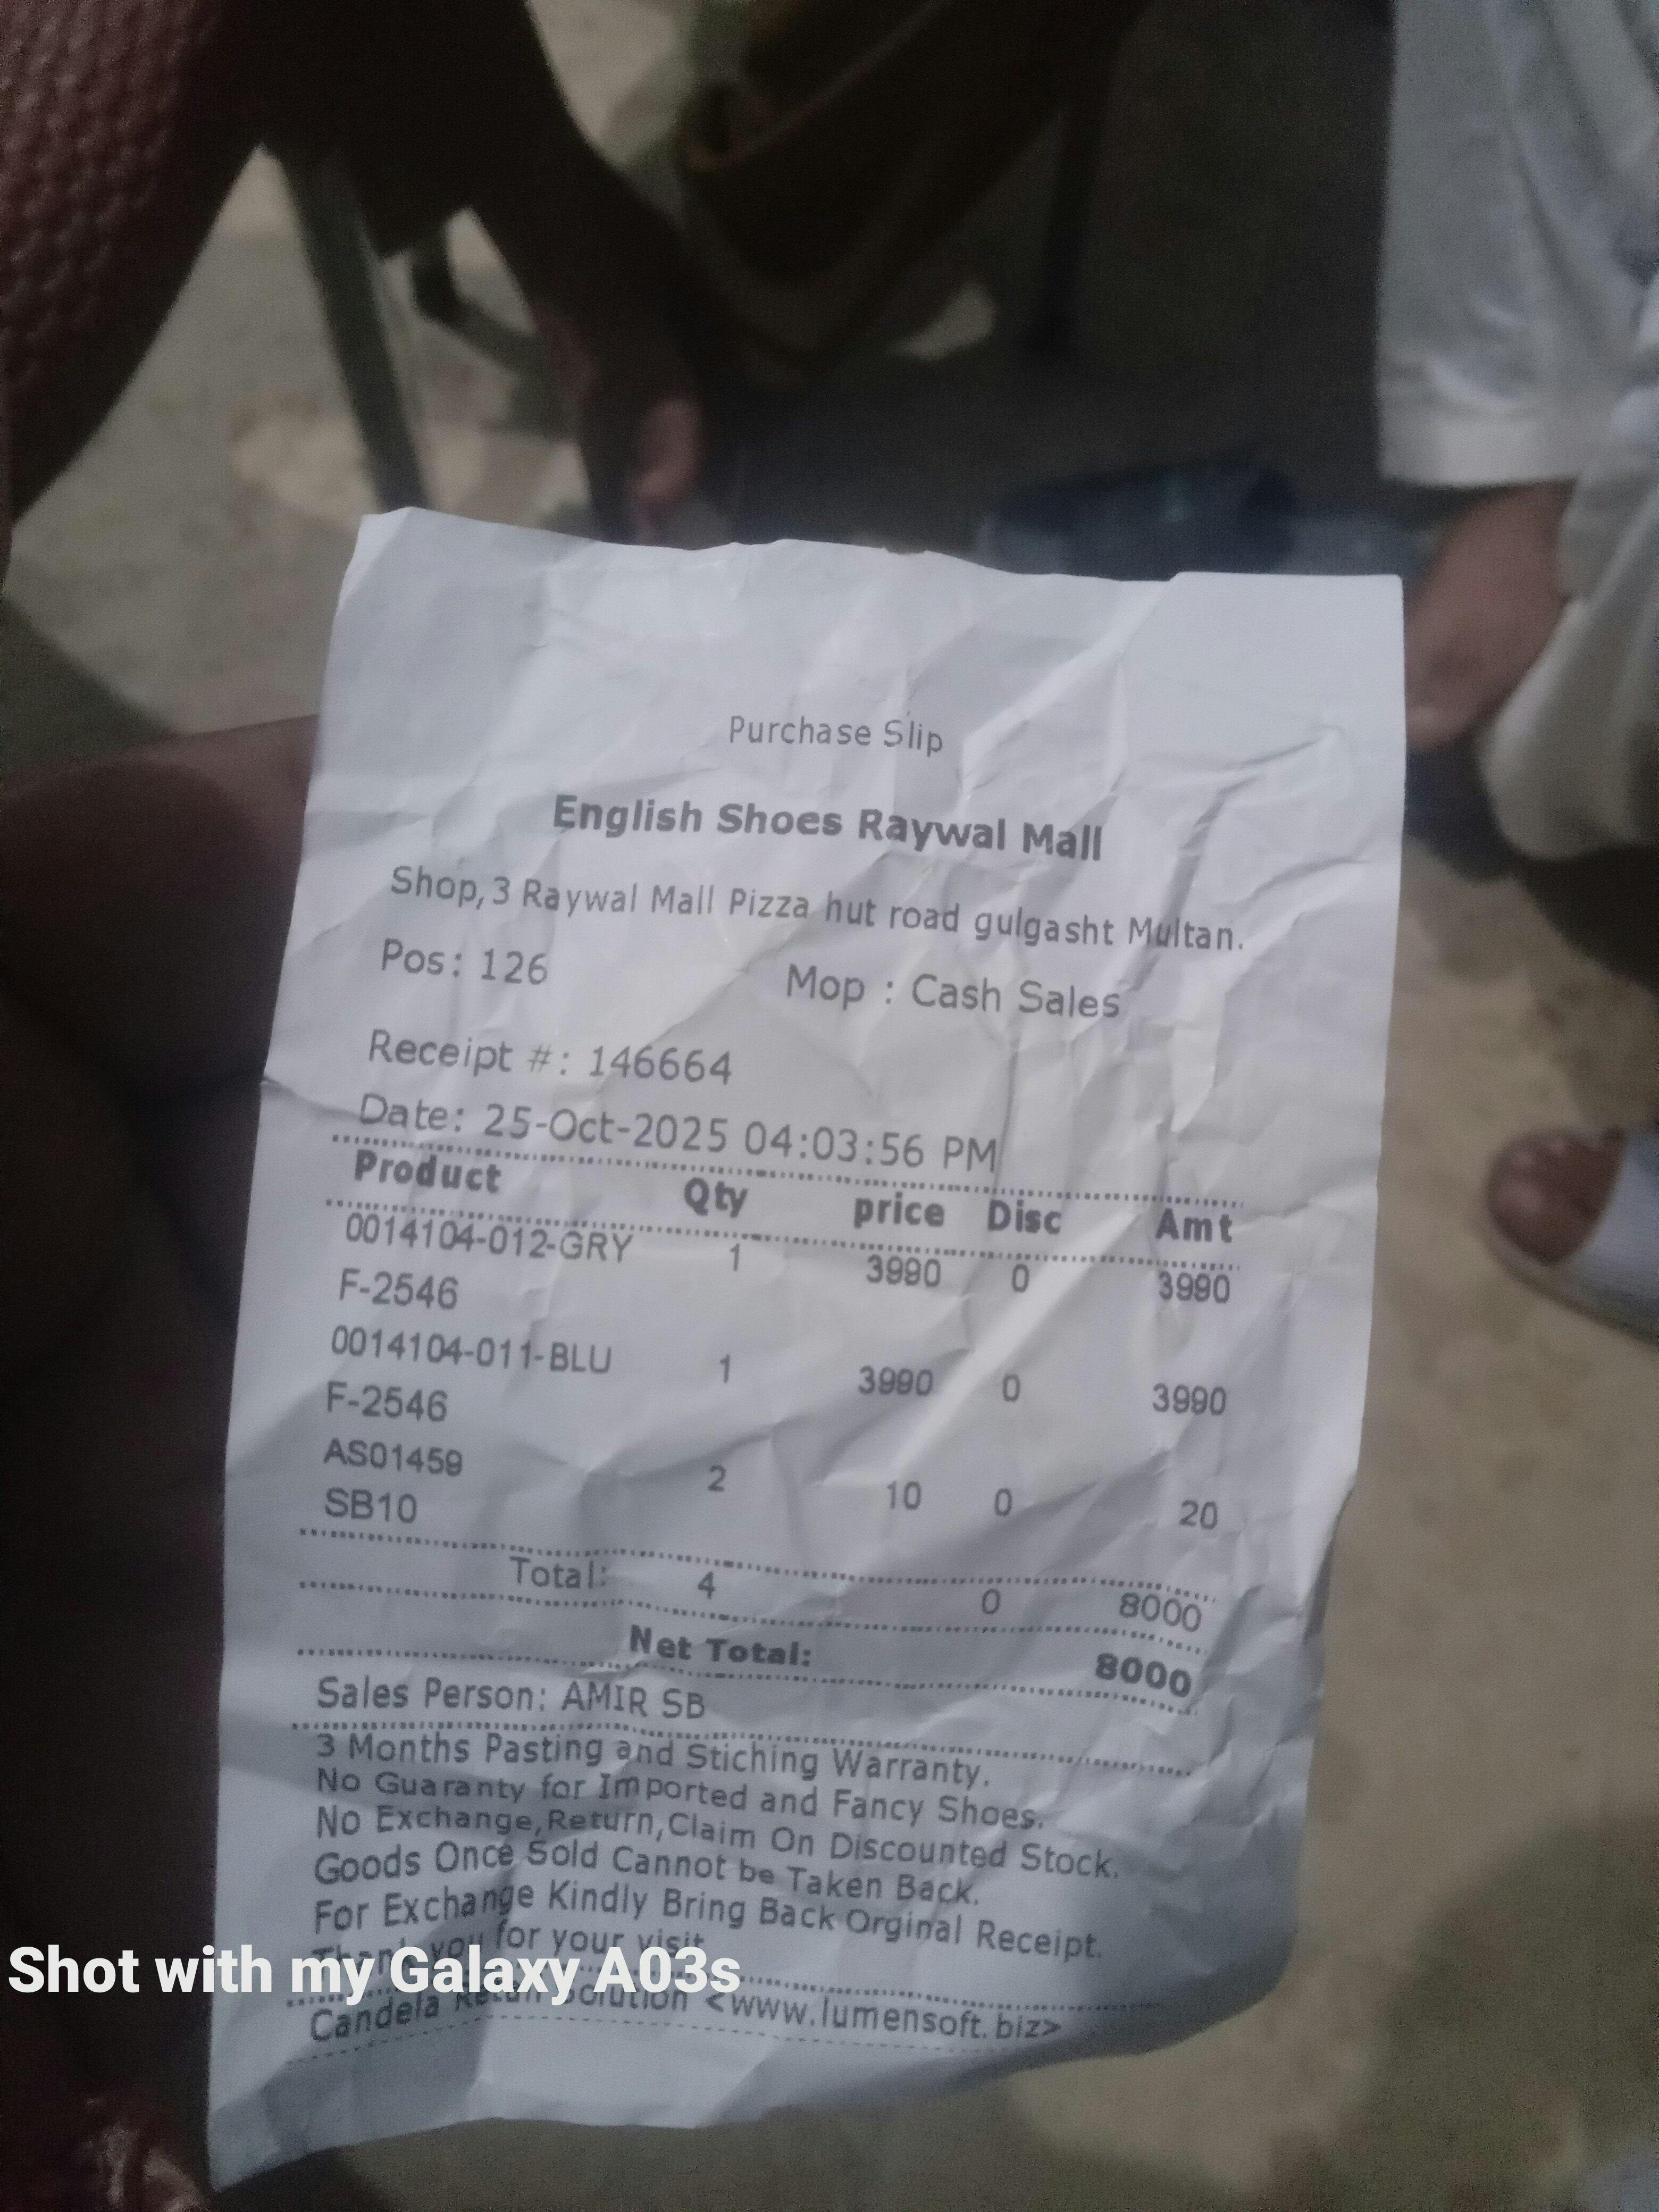 Purchase Slip
English Shoes Raywal Mall
Shop,3 Raywal Mall Pizza hut road gulgasht Multan.
Pos: 126 Mop : Cash Sales
Receipt #: 146664
Date: 25-Oct-2025 04:03:56 PM
Product Qty price Disc Amt
0014104-012-GRY 1 3990 0 3990
F-2546
0014104-011-BLU 1 3990 0 3990
F-2546
AS01459 2 10 0 20
SB10
Total: 4 0 8000
Net Total: 8000
Sales Person: AMIR SB
3 Months Pasting and Stiching Warranty.
No Guaranty for Imported and Fancy Shoes.
No Exchange,Return,Claim On Discounted Stock.
Goods Once Sold Cannot be Taken Back.
For Exchange Kindly Bring Back Orginal Receipt.
Thank you for your visit
Shot with my Galaxy A03s
Candela Solution <www.lumensoft.biz>